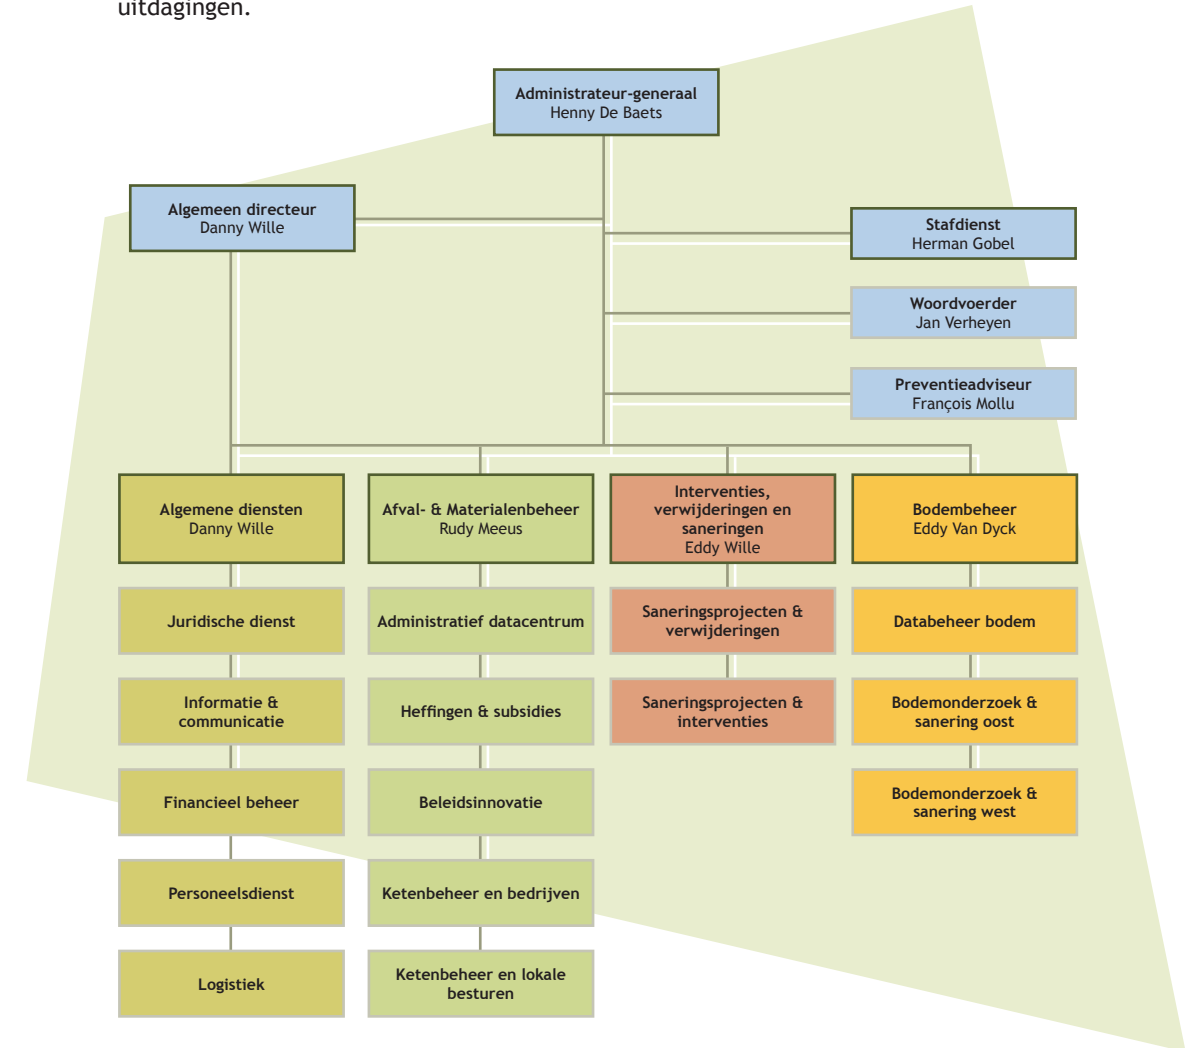 uitdagingen.
Administrateur-generaal
Henny De Baets
Algemeen directeur
Danny Wille
Stafdienst
Herman Gobel
Woordvoerder
Jan Verheyen
Preventieadviseur
François Mollu
Algemene diensten
Danny Wille
Juridische dienst
Informatie &
communicatie
Financieel beheer
Personeelsdienst
Logistiek
Afval- & Materialenbeheer
Rudy Meeus
Administratief datacentrum
Heffingen & subsidies
Beleidsinnovatie
Ketenbeheer en bedrijven
Ketenbeheer en lokale
besturen
Interventies,
verwijderingen en
saneringen
Eddy Wille
Saneringsprojecten &
verwijderingen
Saneringsprojecten &
interventies
Bodembeheer
Eddy Van Dyck
Databeheer bodem
Bodemonderzoek &
sanering oost
Bodemonderzoek &
sanering west